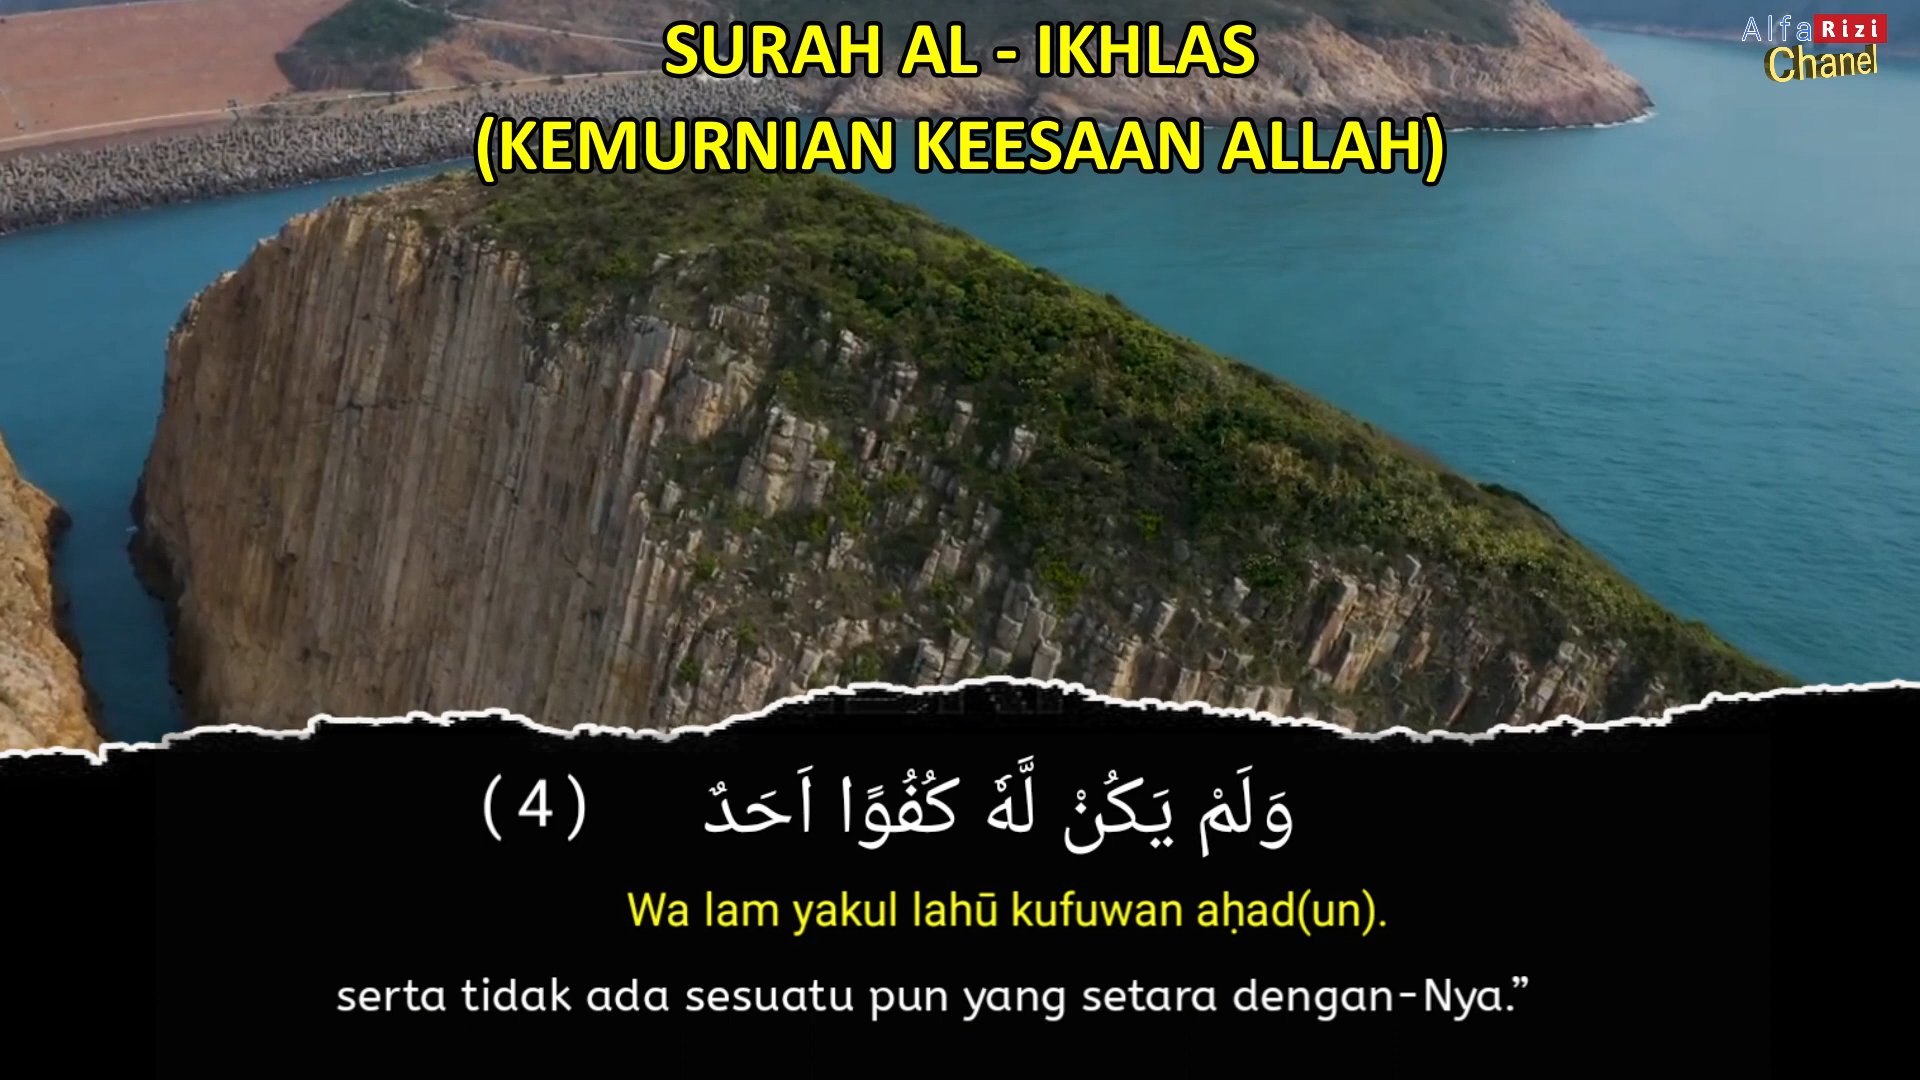 SURAH AL - IKHLAS
(KEMURNIAN KEESAAN ALLAH)
Alfa Rizi
Chanel
وَلَمْ يَكُنْ لَّهٗ كُفُوًا اَحَدٌ (4)
Wa lam yakul lahū kufuwan aḥad(un).
serta tidak ada sesuatu pun yang setara dengan-Nya.”